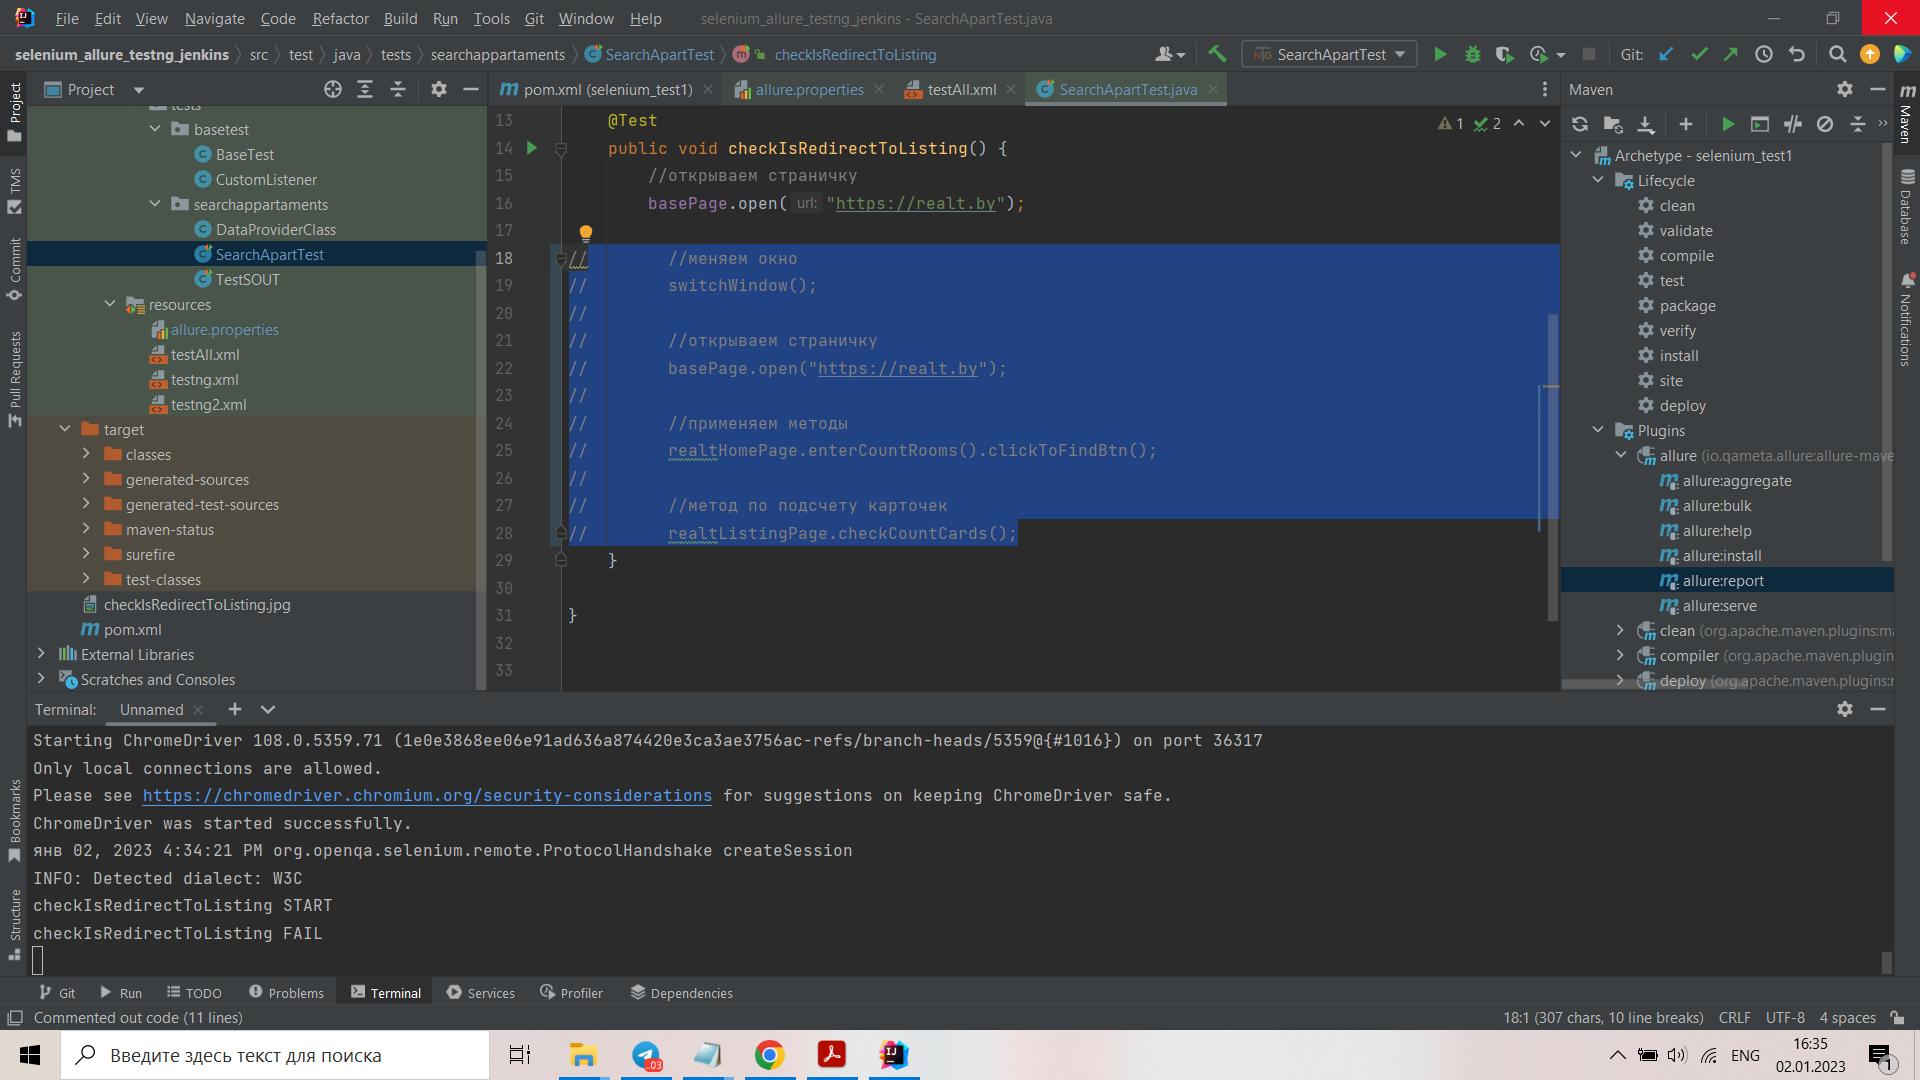 File Edit View Navigate Code Refactor Build Run Tools Git Window Help selenium_allure_testng_jenkins - SearchApartTest.java
selenium_allure_testng_jenkins src test java tests searchappartaments SearchApartTest checkIsRedirectToListing SearchApartTest Git:
Project
Project
TMS
Commit
Pull Requests
Bookmarks
Structure
tests
basetest
BaseTest
CustomListener
searchappartaments
DataProviderClass
SearchApartTest
TestSOUT
resources
allure.properties
testAll.xml
testng.xml
testng2.xml
target
classes
generated-sources
generated-test-sources
maven-status
surefire
test-classes
checkIsRedirectToListing.jpg
pom.xml
External Libraries
Scratches and Consoles
pom.xml (selenium_test1) allure.properties testAll.xml SearchApartTest.java
1 2
13 @Test
14 public void checkIsRedirectToListing() {
15 //открываем страничку
16 basePage.open( url: "https://realt.by");
17
18 // //меняем окно
19 // switchWindow();
20 //
21 // //открываем страничку
22 // basePage.open("https://realt.by");
23 //
24 // //применяем методы
25 // realtHomePage.enterCountRooms().clickToFindBtn();
26 //
27 // //метод по подсчету карточек
28 // realtListingPage.checkCountCards();
29 }
30
31 }
32
33
Maven
Archetype - selenium_test1
Lifecycle
clean
validate
compile
test
package
verify
install
site
deploy
Plugins
allure (io.qameta.allure:allure-mave
allure:aggregate
allure:bulk
allure:help
allure:install
allure:report
allure:serve
clean (org.apache.maven.plugins:ma
compiler (org.apache.maven.plugin
deploy (org.apache.maven.plugins:r
Maven
Database
Notifications
Terminal: Unnamed
Starting ChromeDriver 108.0.5359.71 (1e0e3868ee06e91ad636a874420e3ca3ae3756ac-refs/branch-heads/5359@{#1016}) on port 36317
Only local connections are allowed.
Please see https://chromedriver.chromium.org/security-considerations for suggestions on keeping ChromeDriver safe.
ChromeDriver was started successfully.
янв 02, 2023 4:34:21 PM org.openqa.selenium.remote.ProtocolHandshake createSession
INFO: Detected dialect: W3C
checkIsRedirectToListing START
checkIsRedirectToListing FAIL
Git Run TODO Problems Terminal Services Profiler Dependencies
Commented out code (11 lines) 18:1 (307 chars, 10 line breaks) CRLF UTF-8 4 spaces
Введите здесь текст для поиска
..03
ENG
16:35
02.01.2023
1